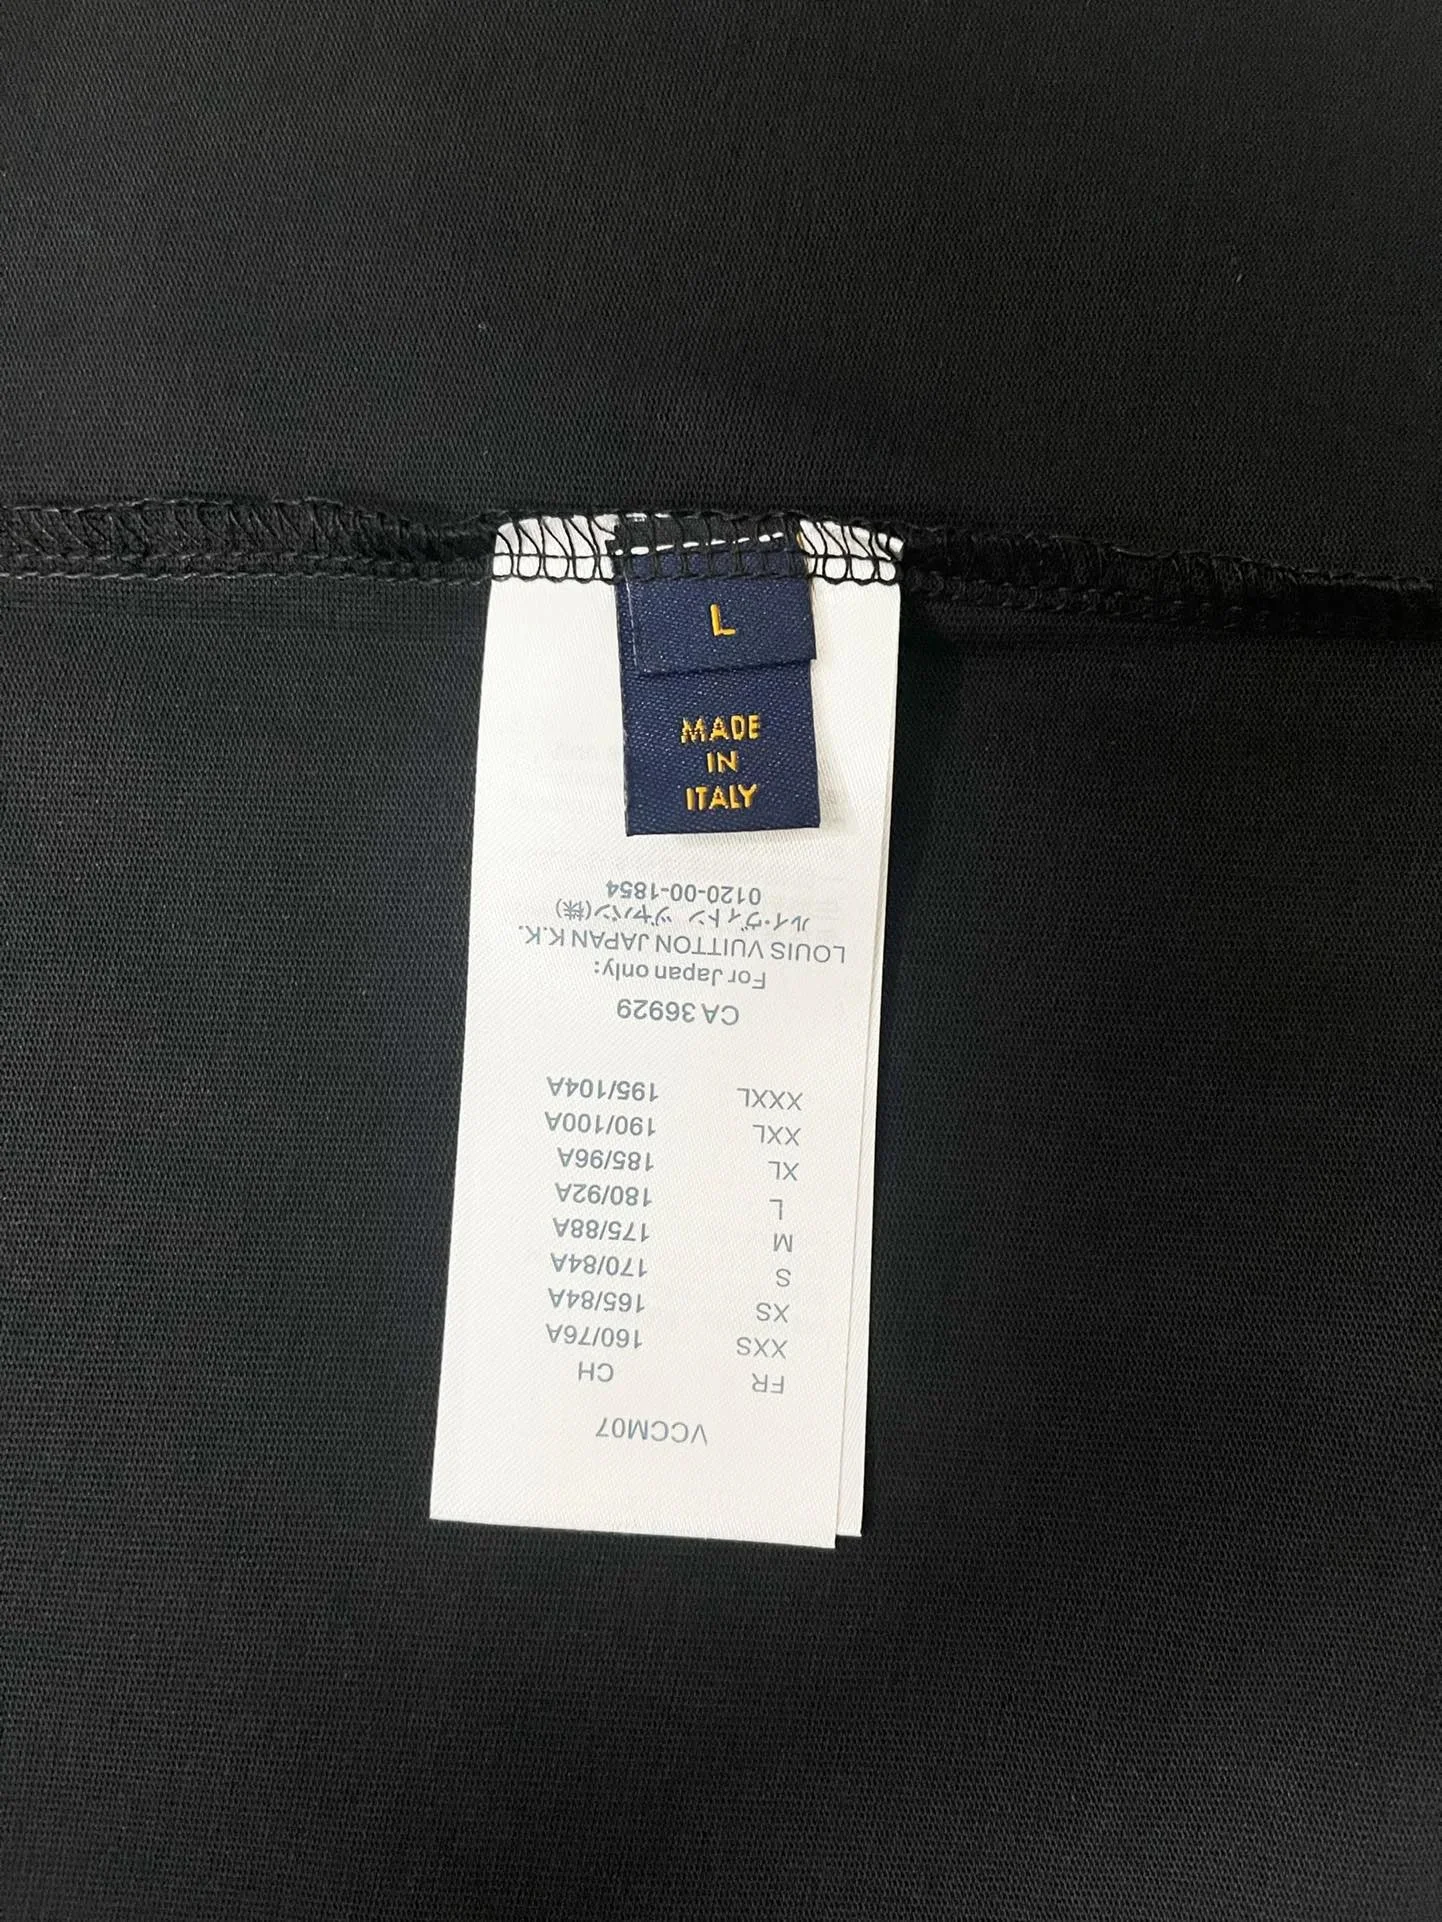 L
MADE
IN
ITALY
VCCM07
FR CH
XXS 160/76A
XS 165/84A
S 170/84A
M 175/88A
L 180/92A
XL 185/96A
XXL 190/100A
XXXL 195/104A
CA 36929
For Japan only:
LOUIS VUITTON JAPAN K.K.
ルイ・ヴィトン ジャパン(株)
0120-00-1854